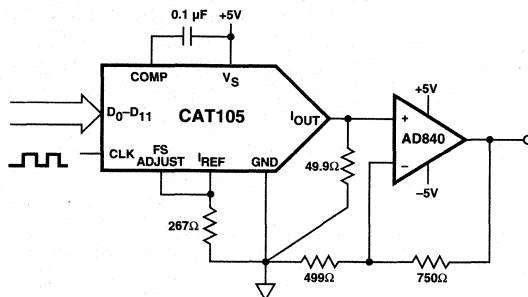 0.1 µF
+5V
COMP
V_S
D_0–D_11
CAT105
I_OUT
+
+5V
AD840
–
–5V
CLK
FS
ADJUST
I_REF
GND
49.9Ω
267Ω
499Ω
750Ω